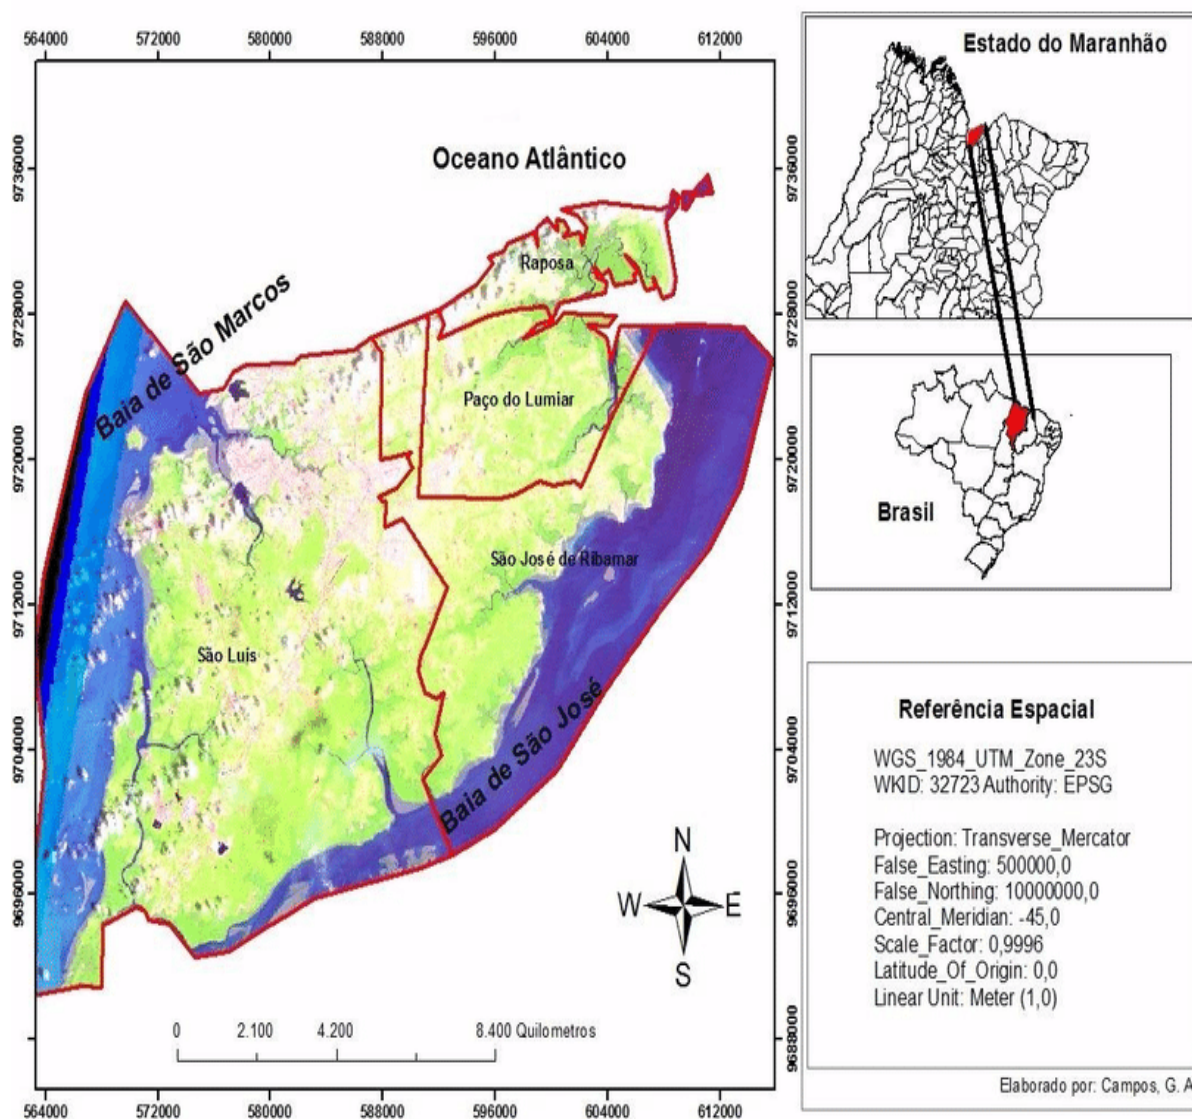 564000 572000 580000 588000 596000 604000 612000
9736000
9728000
9720000
9712000
9704000
9696000
9688000
Oceano Atlântico
Raposa
Baia de São Marcos
Paço do Lumiar
São José de Ribamar
São Luis
Baia de São José
N
W E
S
0 2.100 4.200 8.400 Quilometros
9736000
9728000
9720000
9712000
9704000
9696000
9688000
564000 572000 580000 588000 596000 604000 612000
Estado do Maranhão
Brasil
Referência Espacial
WGS_1984_UTM_Zone_23S
WKID: 32723 Authority: EPSG
Projection: Transverse_Mercator
False_Easting: 500000,0
False_Northing: 10000000,0
Central_Meridian: -45,0
Scale_Factor: 0,9996
Latitude_Of_Origin: 0,0
Linear Unit: Meter (1,0)
Elaborado por: Campos, G. A